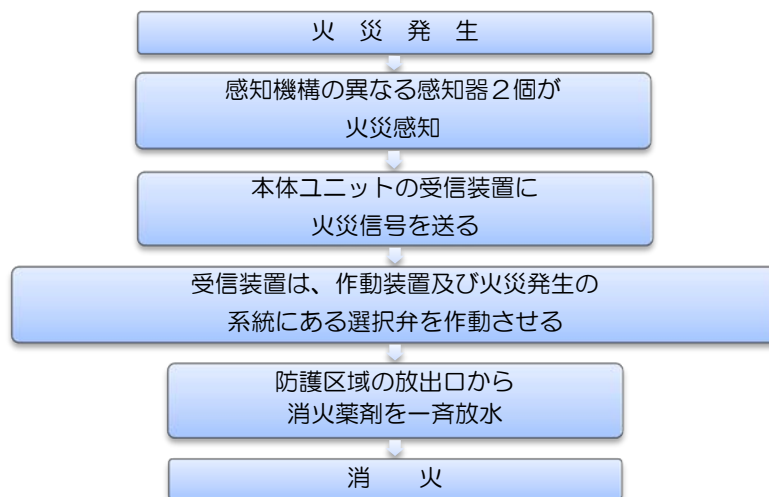 火　災　発　生
感知機構の異なる感知器２個が
火災感知
本体ユニットの受信装置に
火災信号を送る
受信装置は、作動装置及び火災発生の
系統にある選択弁を作動させる
防護区域の放出口から
消火薬剤を一斉放水
消　　火